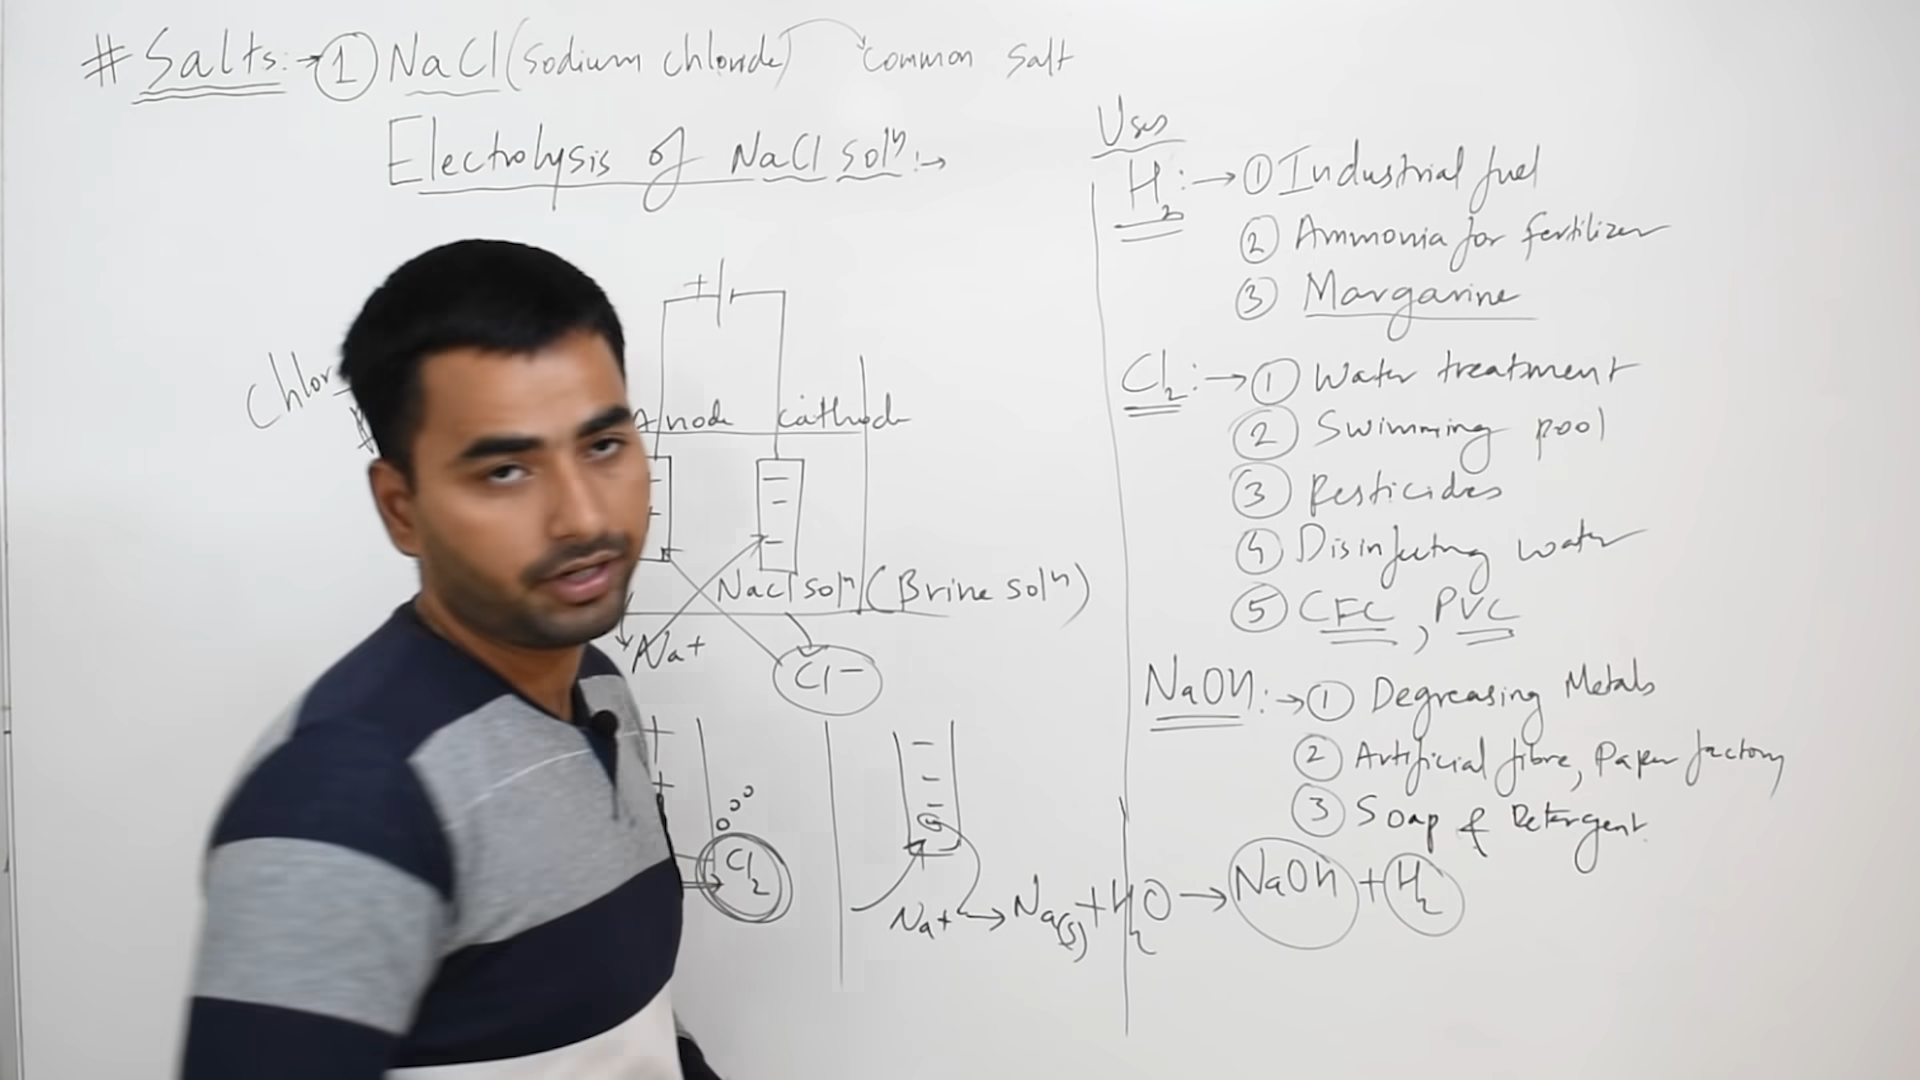 # Salts:→ ① NaCl (Sodium chloride) Common Salt
Electrolysis of NaCl solⁿ:→
+
Chlor
Anode Cathode
NaCl solⁿ (Brine solⁿ)
Na+
Cl−
Cl₂
Na+ → Na(s) + H₂O → NaOH + H₂
Uses
H₂:→ ① Industrial fuel
② Ammonia for fertilizer
③ Margarine
Cl₂:→ ① Water treatment
② Swimming pool
③ Pesticides
④ Disinfecting water
⑤ CFC, PVC
NaOH:→ ① Degreasing Metals
② Artificial fibre, Paper factory
③ Soap & Detergent